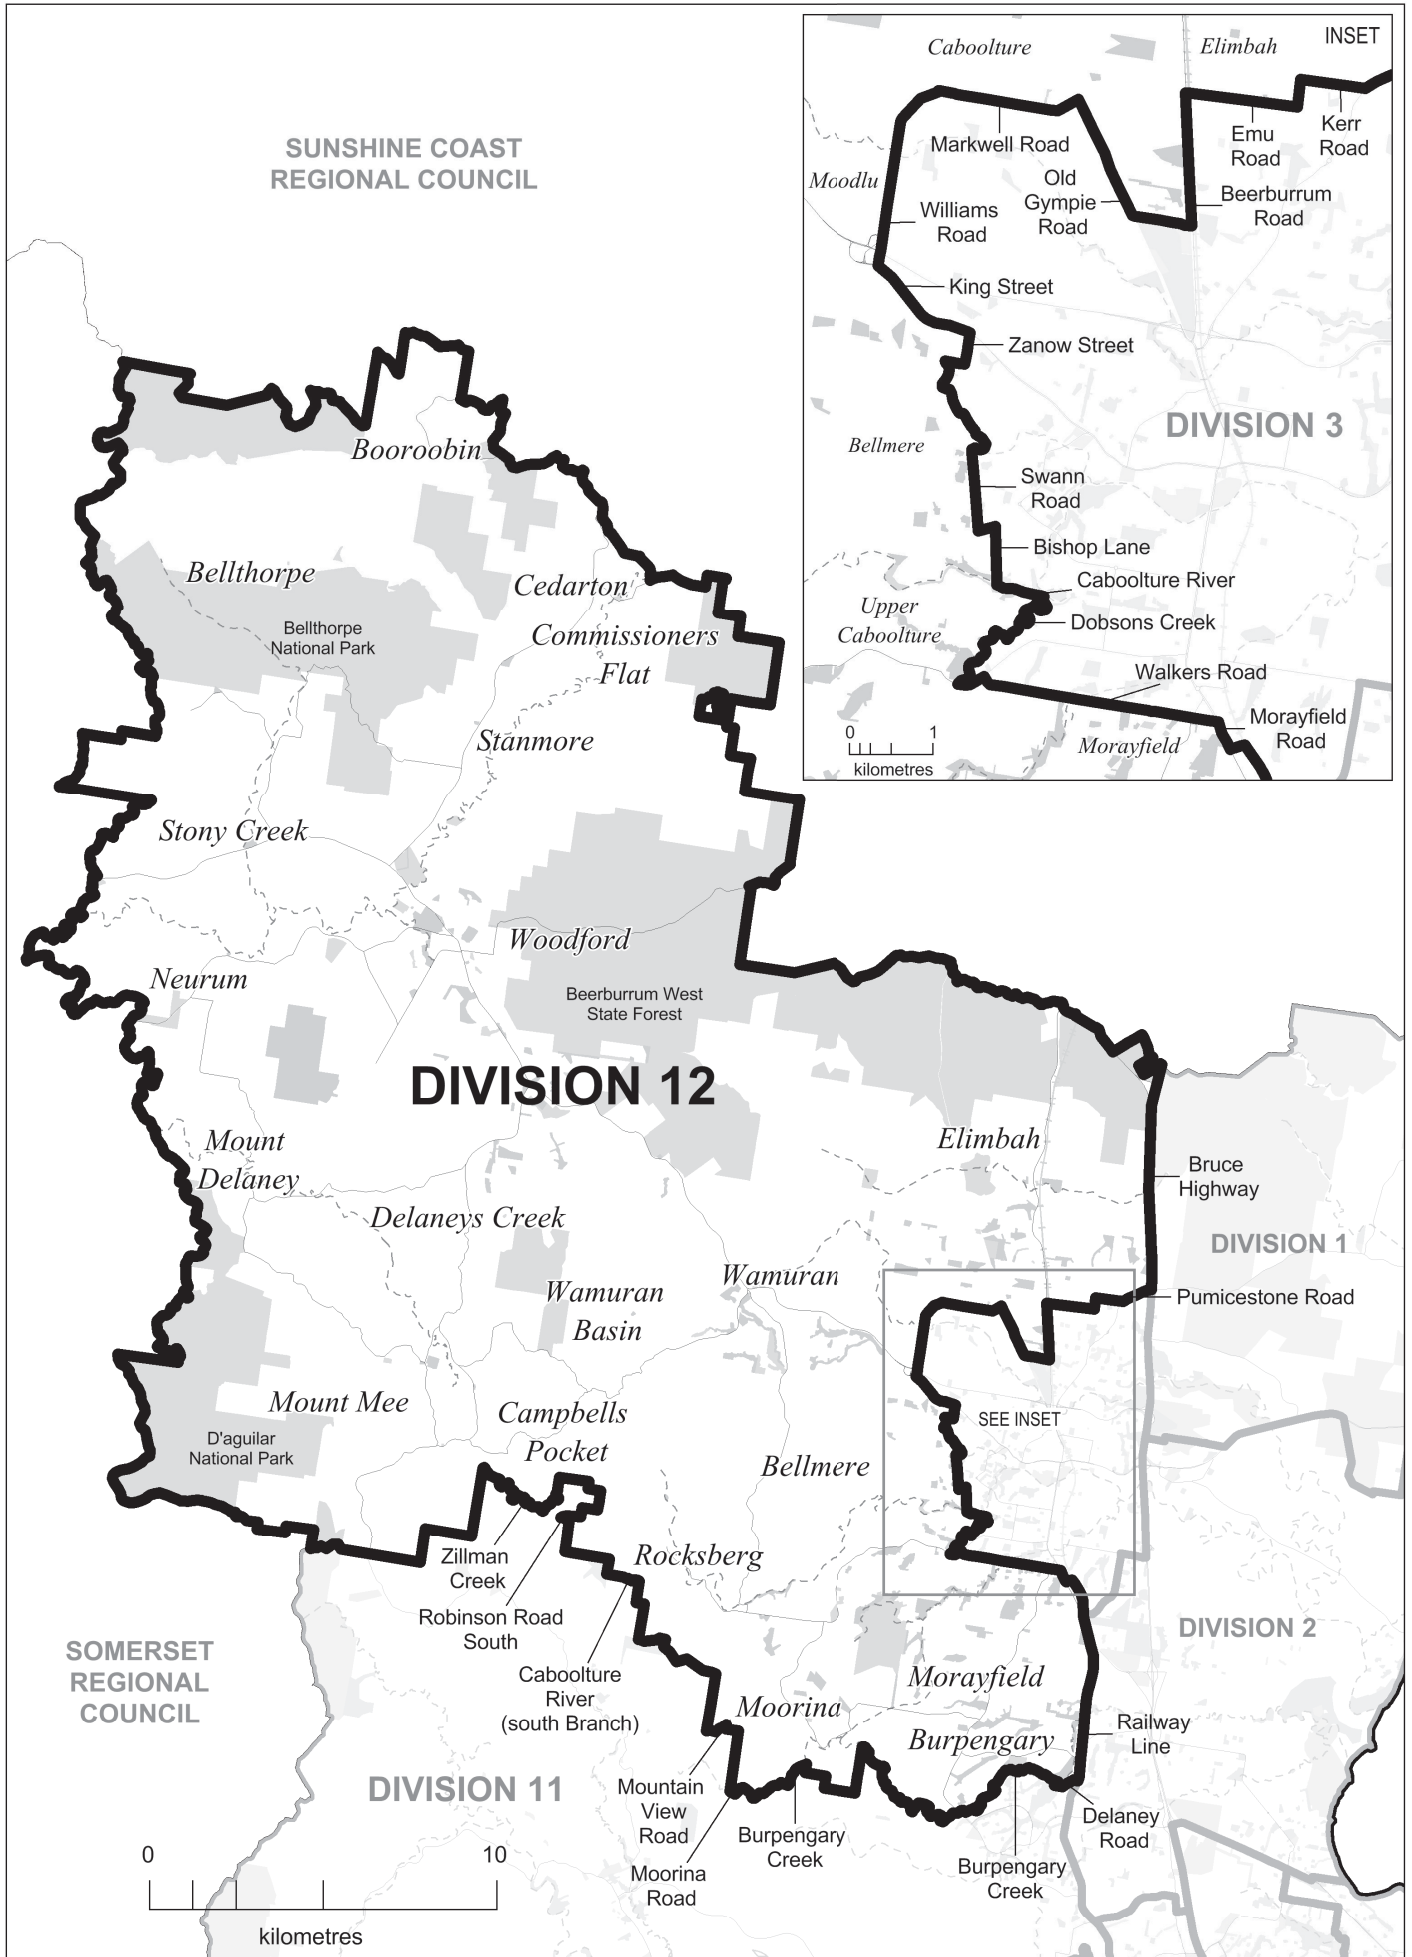 INSET
Caboolture
Elimbah
Markwell Road
Emu
Road
Kerr
Road
Moodlu
Old
Gympie
Road
Beerburrum
Road
Williams
Road
King Street
Zanow Street
DIVISION 3
Bellmere
Swann
Road
Bishop Lane
Caboolture River
Upper
Caboolture
Dobsons Creek
Walkers Road
Morayfield
Road
Morayfield
0 1
kilometres
SUNSHINE COAST
REGIONAL COUNCIL
Booroobin
Bellthorpe
Cedarton
Bellthorpe
National Park
Commissioners
Flat
Stanmore
Stony Creek
Woodford
Neurum
Beerburrum West
State Forest
DIVISION 12
Mount
Delaney
Elimbah
Bruce
Highway
Delaneys Creek
DIVISION 1
Wamuran
Wamuran
Basin
Pumicestone Road
Mount Mee
Campbells
Pocket
SEE INSET
D'aguilar
National Park
Bellmere
Zillman
Creek
Rocksberg
Robinson Road
South
DIVISION 2
SOMERSET
REGIONAL
COUNCIL
Caboolture
River
(south Branch)
Morayfield
Moorina
Burpengary
Railway
Line
DIVISION 11
Mountain
View
Road
Moorina
Road
Burpengary
Creek
Burpengary
Creek
Delaney
Road
0 10
kilometres